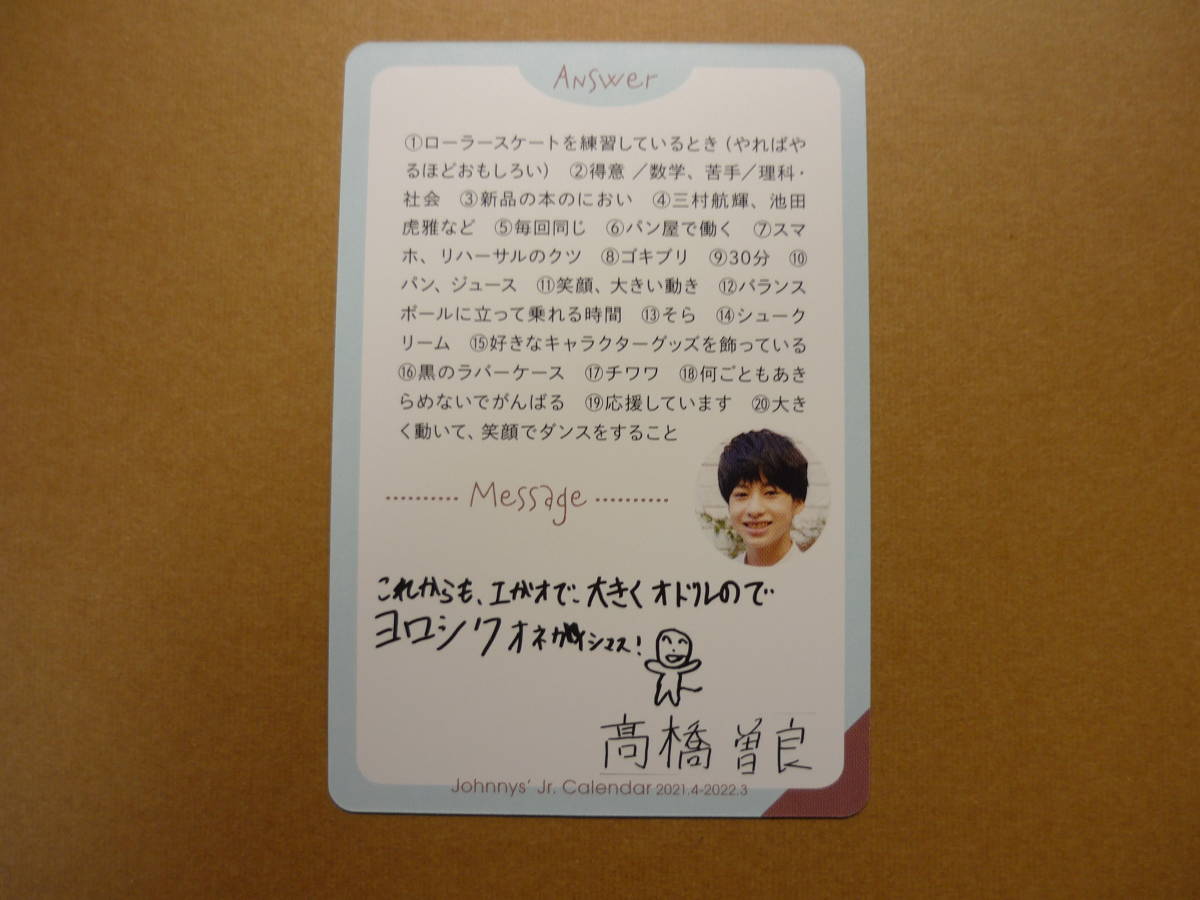 Answer
①ローラースケートを練習しているとき（やればや
るほどおもしろい） ②得意／数学、苦手／理科・
社会 ③新品の本のにおい ④三村航輝、池田
虎雅など ⑤毎回同じ ⑥パン屋で働く ⑦スマ
ホ、リハーサルのクツ ⑧ゴキブリ ⑨30分 ⑩
パン、ジュース ⑪笑顔、大きい動き ⑫バランス
ボールに立って乗れる時間 ⑬そら ⑭シューク
リーム ⑮好きなキャラクターグッズを飾っている
⑯黒のラバーケース ⑰チワワ ⑱何ごともあき
らめないでがんばる ⑲応援しています ⑳大き
く動いて、笑顔でダンスをすること
Message
これからも、エガオで、大きくオドルので
ヨロシクオネガイシマス!
髙橋曽良
Johnnys' Jr. Calendar 2021.4-2022.3